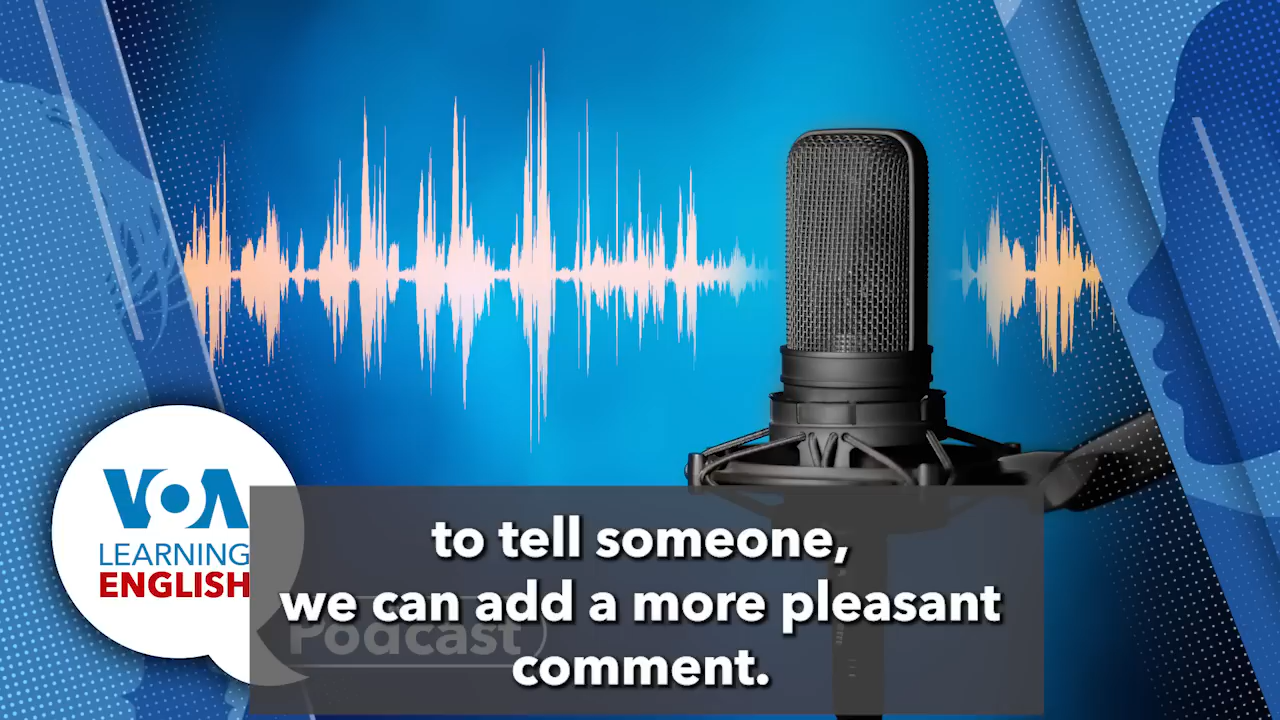 VOA
LEARNING
ENGLISH
Podcast
to tell someone,
we can add a more pleasant
comment.